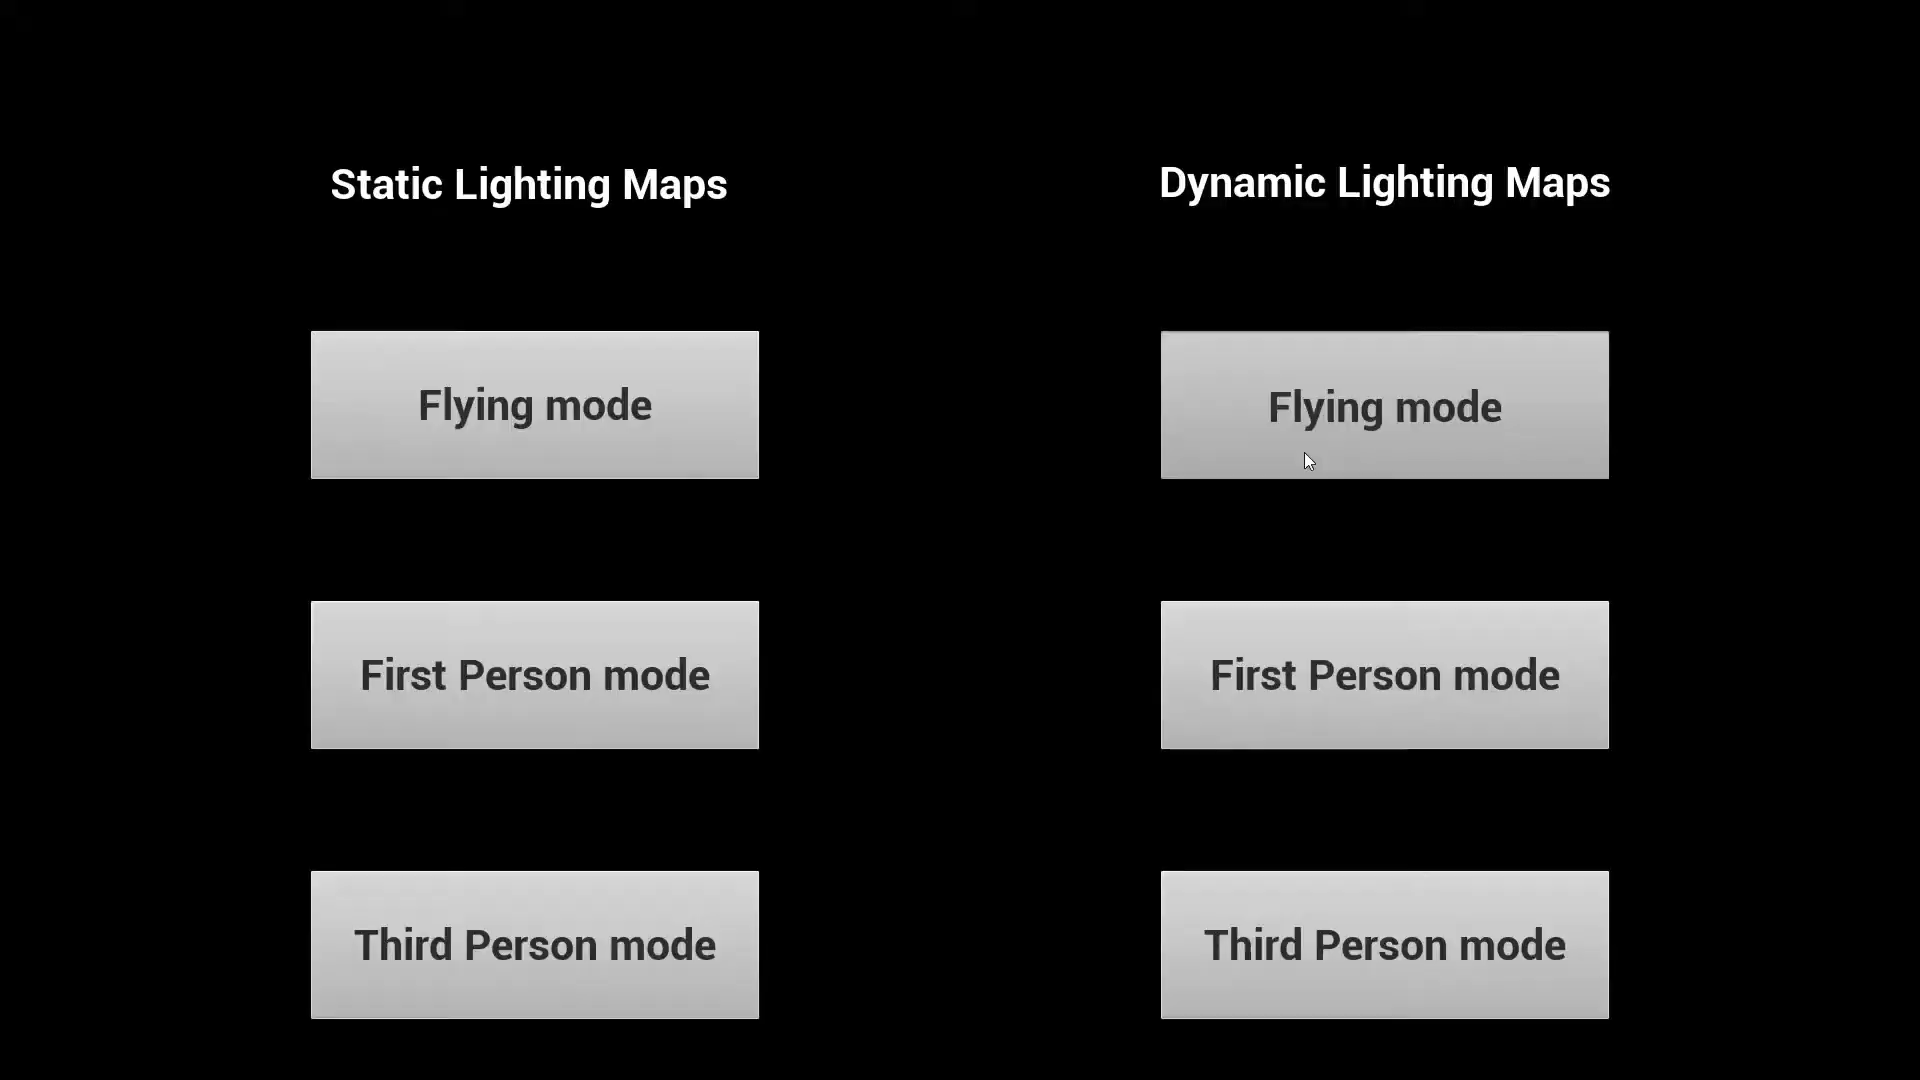 Static Lighting Maps
Dynamic Lighting Maps
Flying mode
Flying mode
First Person mode
First Person mode
Third Person mode
Third Person mode